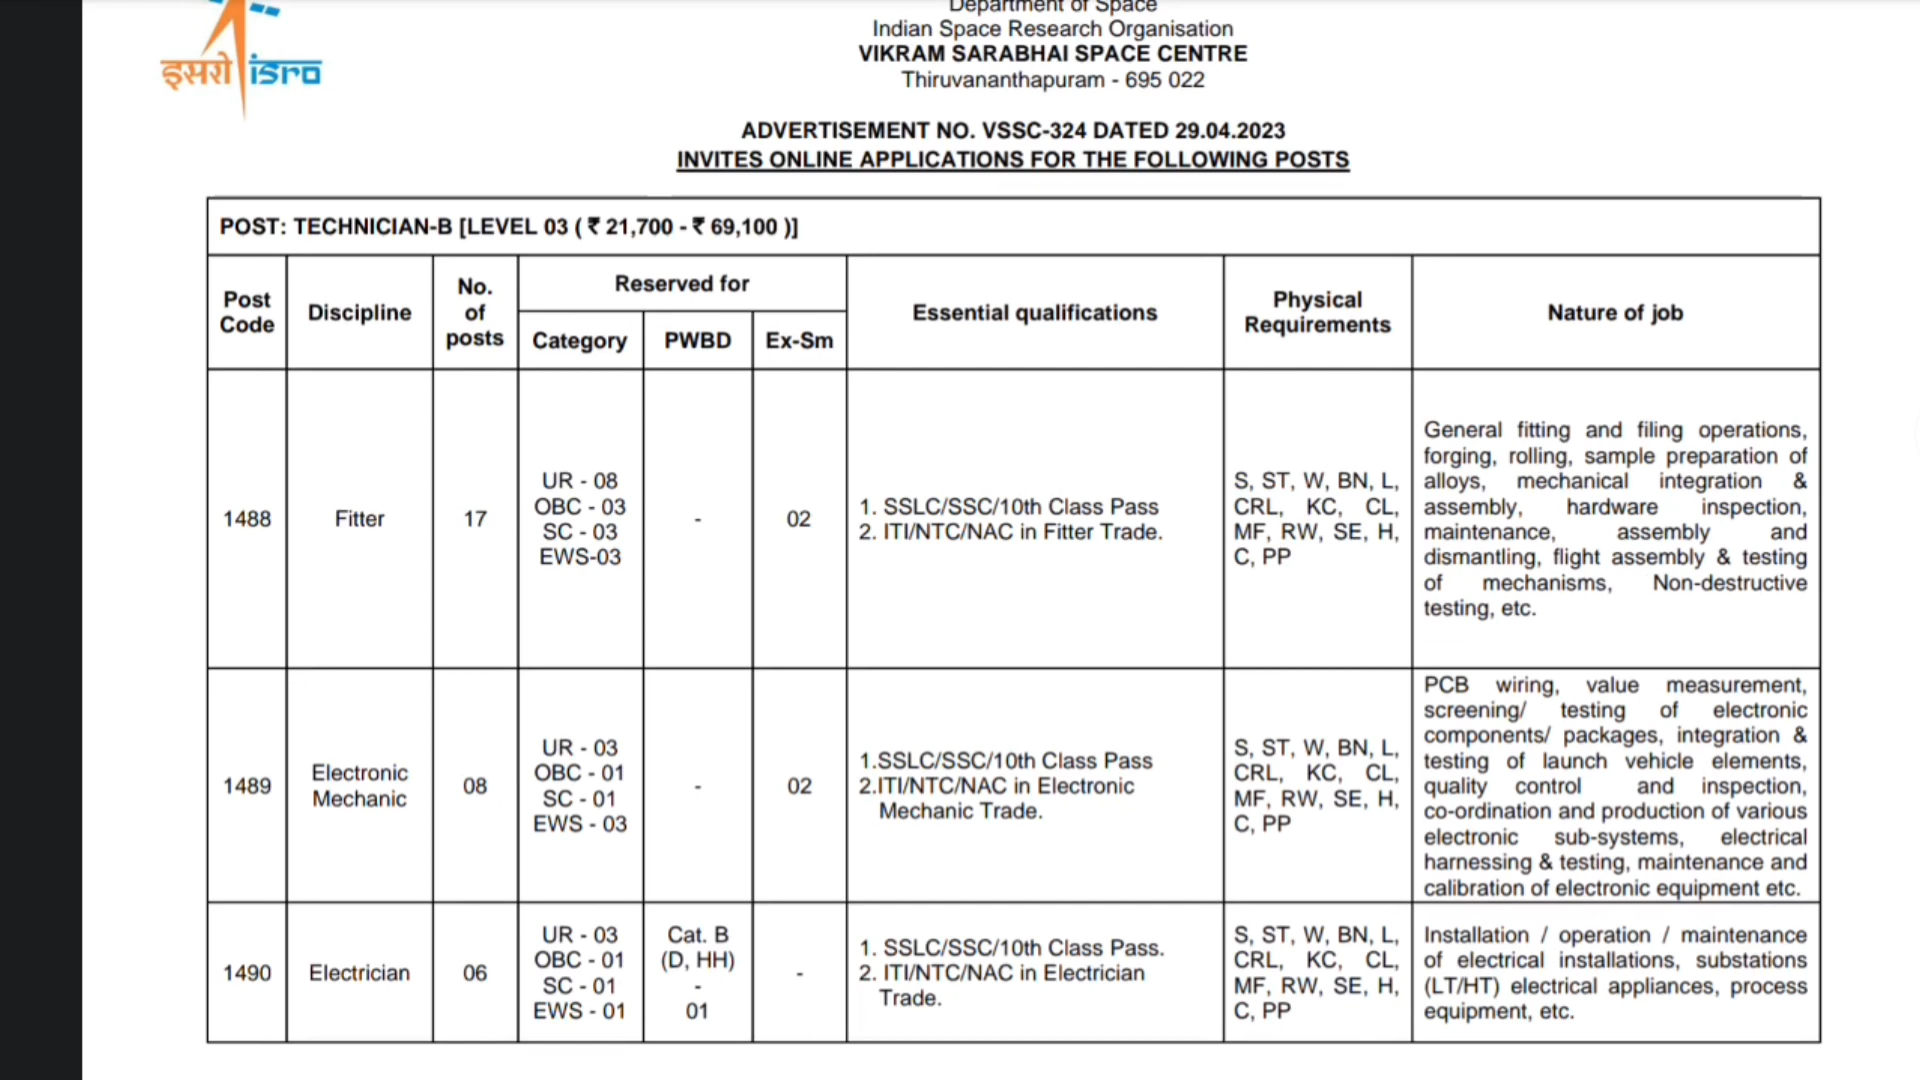 Department of Space
Indian Space Research Organisation
VIKRAM SARABHAI SPACE CENTRE
Thiruvananthapuram - 695 022
इसरो isro
ADVERTISEMENT NO. VSSC-324 DATED 29.04.2023
INVITES ONLINE APPLICATIONS FOR THE FOLLOWING POSTS
POST: TECHNICIAN-B [LEVEL 03 ( ₹ 21,700 - ₹ 69,100 )]
Post
Code
Discipline
No.
of
posts
Reserved for
Category
PWBD
Ex-Sm
Essential qualifications
Physical
Requirements
Nature of job
1488
Fitter
17
UR - 08
OBC - 03
SC - 03
EWS-03
-
02
1. SSLC/SSC/10th Class Pass
2. ITI/NTC/NAC in Fitter Trade.
S, ST, W, BN, L,
CRL, KC, CL,
MF, RW, SE, H,
C, PP
General fitting and filing operations,
forging, rolling, sample preparation of
alloys, mechanical integration &
assembly, hardware inspection,
maintenance, assembly and
dismantling, flight assembly & testing
of mechanisms, Non-destructive
testing, etc.
1489
Electronic
Mechanic
08
UR - 03
OBC - 01
SC - 01
EWS - 03
-
02
1.SSLC/SSC/10th Class Pass
2.ITI/NTC/NAC in Electronic
Mechanic Trade.
S, ST, W, BN, L,
CRL, KC, CL,
MF, RW, SE, H,
C, PP
PCB wiring, value measurement,
screening/ testing of electronic
components/ packages, integration &
testing of launch vehicle elements,
quality control and inspection,
co-ordination and production of various
electronic sub-systems, electrical
harnessing & testing, maintenance and
calibration of electronic equipment etc.
1490
Electrician
06
UR - 03
OBC - 01
SC - 01
EWS - 01
Cat. B
(D, HH)
-
01
-
1. SSLC/SSC/10th Class Pass.
2. ITI/NTC/NAC in Electrician
Trade.
S, ST, W, BN, L,
CRL, KC, CL,
MF, RW, SE, H,
C, PP
Installation / operation / maintenance
of electrical installations, substations
(LT/HT) electrical appliances, process
equipment, etc.